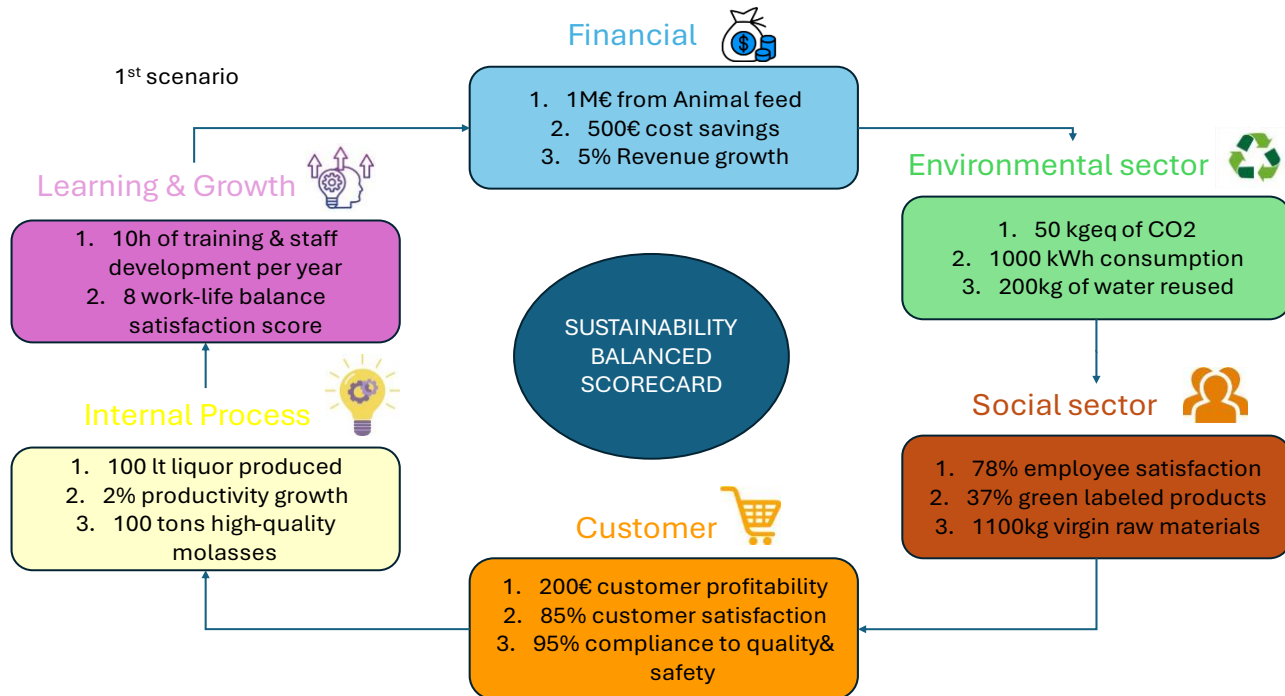 Financial
1st scenario
1. 1M€ from Animal feed
2. 500€ cost savings
3. 5% Revenue growth
Environmental sector
1. 50 kgeq of CO2
2. 1000 kWh consumption
3. 200kg of water reused
Learning & Growth
1. 10h of training & staff
development per year
2. 8 work-life balance
satisfaction score
SUSTAINABILITY
BALANCED
SCORECARD
Social sector
1. 78% employee satisfaction
2. 37% green labeled products
3. 1100kg virgin raw materials
Internal Process
1. 100 lt liquor produced
2. 2% productivity growth
3. 100 tons high-quality
molasses
Customer
1. 200€ customer profitability
2. 85% customer satisfaction
3. 95% compliance to quality&
safety